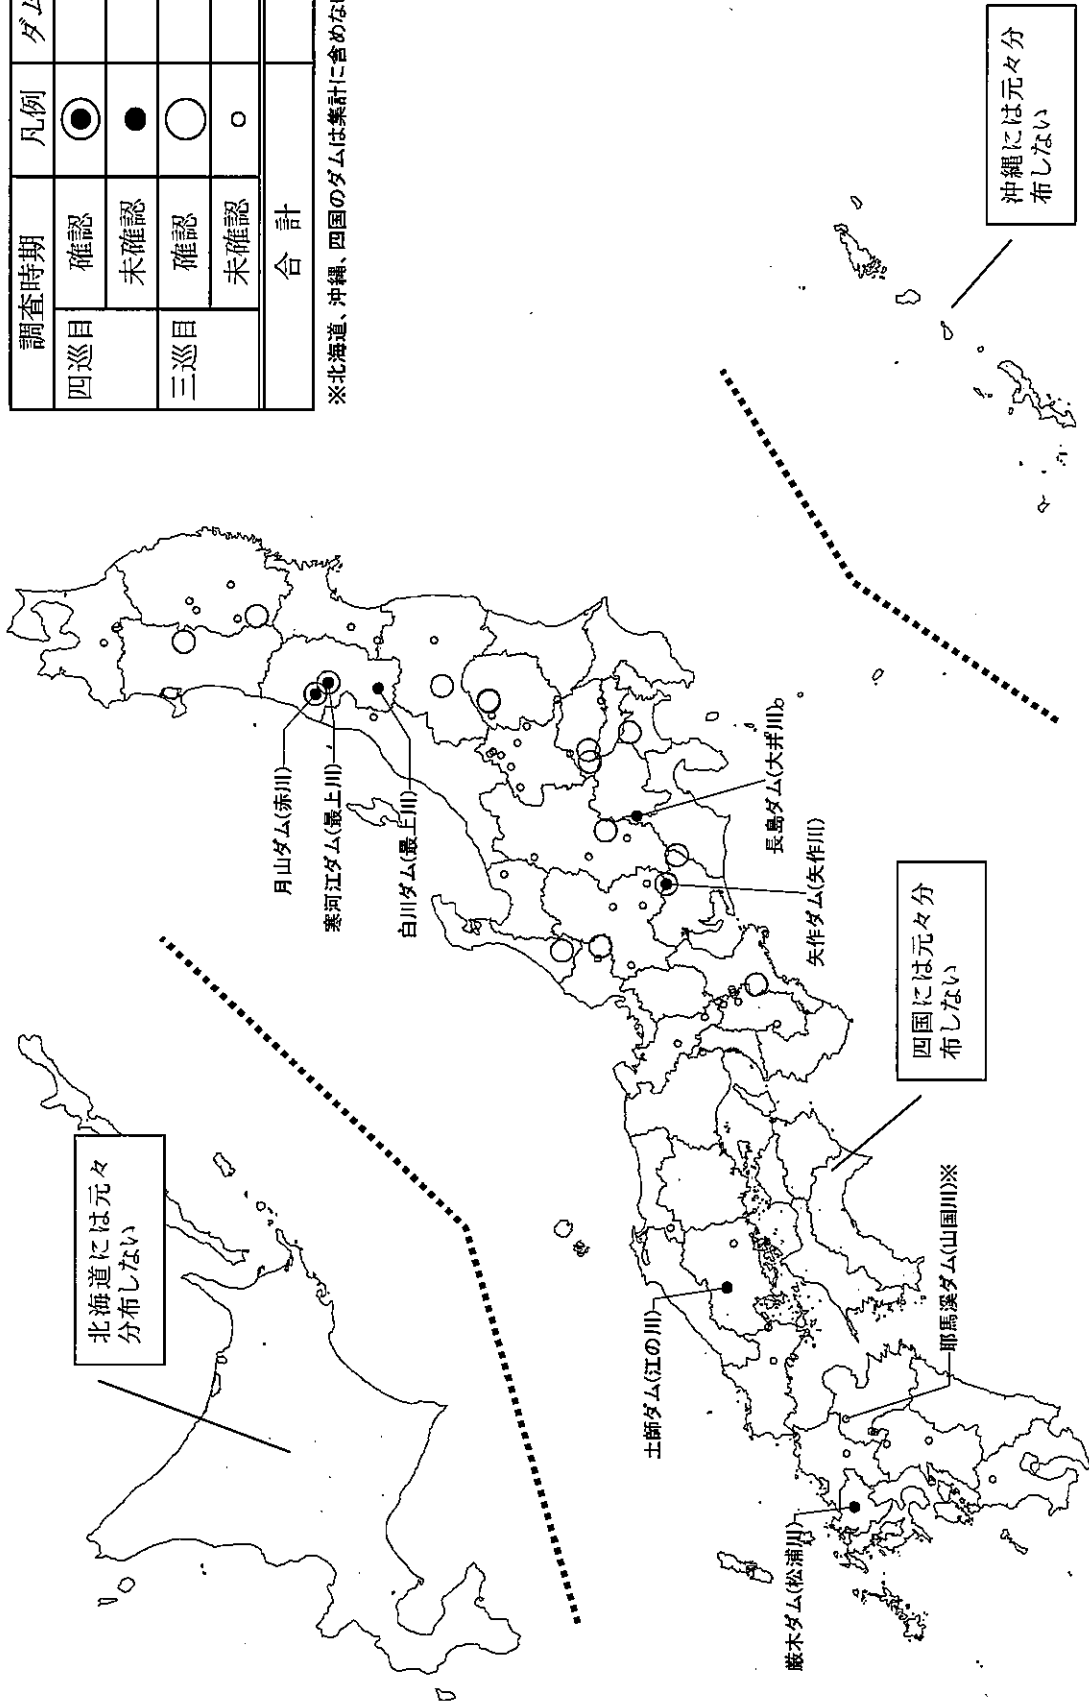 調査時期 凡例 ダム
四巡目 確認
未確認
三巡目 確認
未確認
合計
※北海道、沖縄、四国のダムは集計に含めない
北海道には元々
分布しない
月山ダム(赤川)
寒河江ダム(最上川)
白川ダム(最上川)
長島ダム(大井川)
矢作ダム(矢作川)
土師ダム(江の川)
厳木ダム(松浦川)
耶馬溪ダム(山国川)※
四国には元々分
布しない
沖縄には元々分
布しない